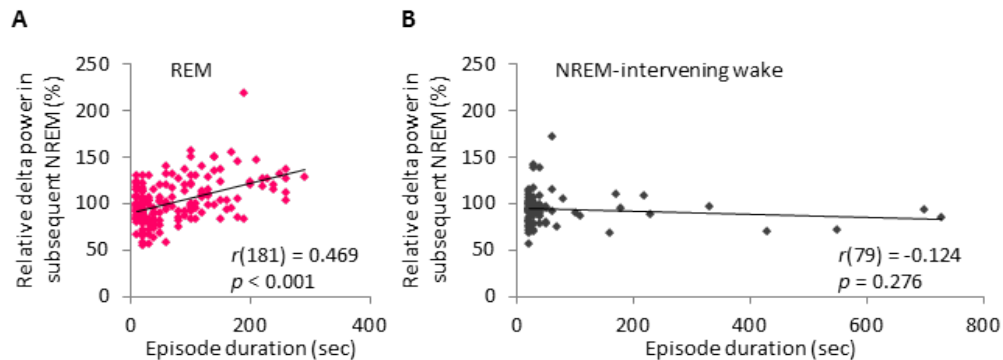 A
REM
Relative delta power in
subsequent NREM (%)
250
200
150
100
50
0
r(181) = 0.469
p < 0.001
0
200
400
Episode duration (sec)
B
NREM-intervening wake
Relative delta power in
subsequent NREM (%)
250
200
150
100
50
0
r(79) = -0.124
p = 0.276
0
200
400
600
800
Episode duration (sec)